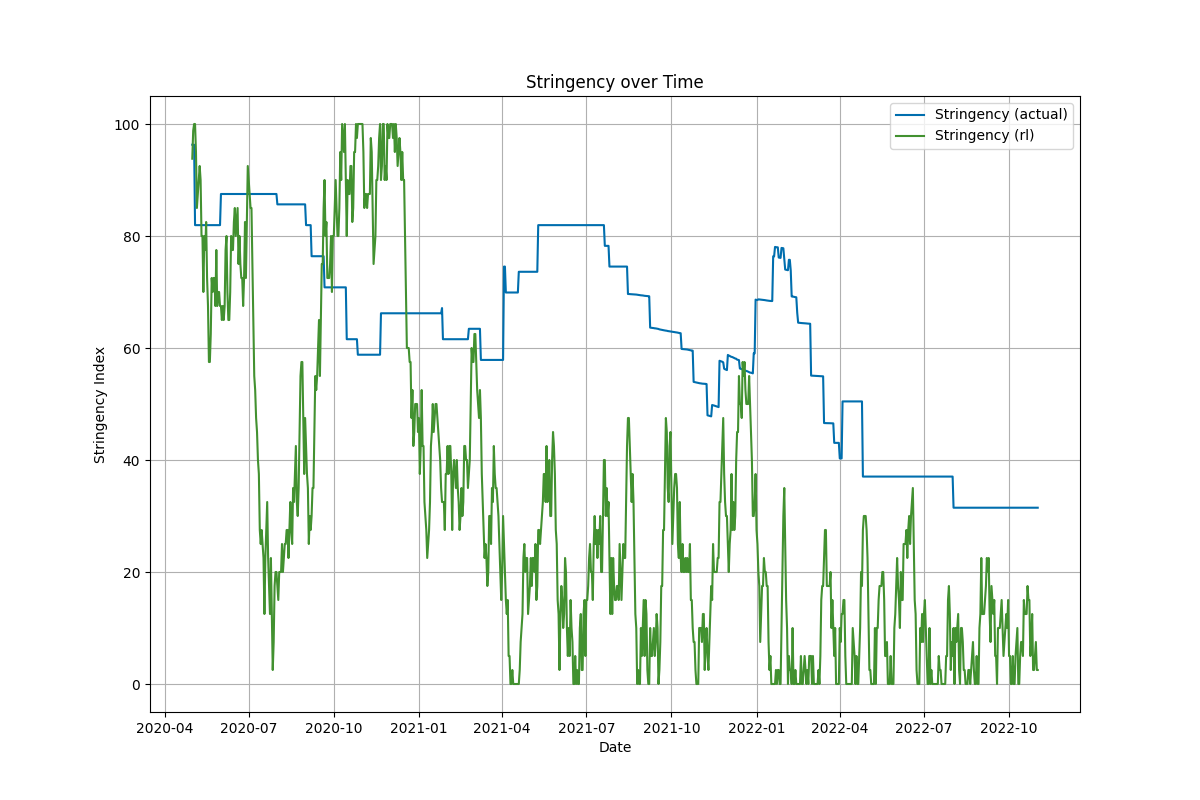 Stringency over Time
Stringency (actual)
Stringency (rl)
100
80
60
40
20
0
Stringency Index
2020-04 2020-07 2020-10 2021-01 2021-04 2021-07 2021-10 2022-01 2022-04 2022-07 2022-10
Date